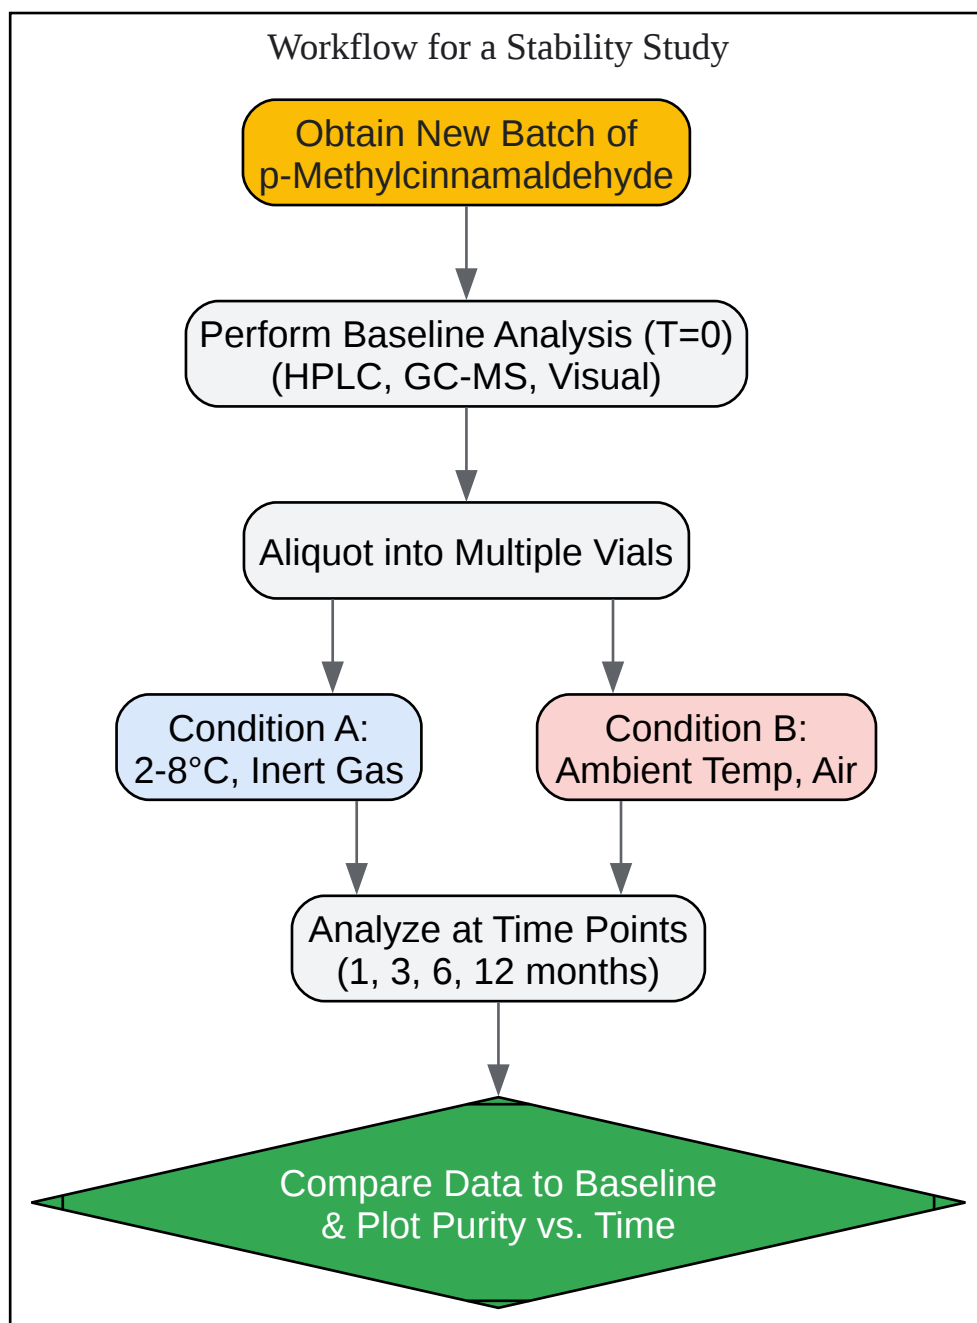 Workflow for a Stability Study
Obtain New Batch of
p-Methylcinnamaldehyde
Perform Baseline Analysis (T=0)
(HPLC, GC-MS, Visual)
Aliquot into Multiple Vials
Condition A:
2-8°C, Inert Gas
Condition B:
Ambient Temp, Air
Analyze at Time Points
(1, 3, 6, 12 months)
Compare Data to Baseline
& Plot Purity vs. Time